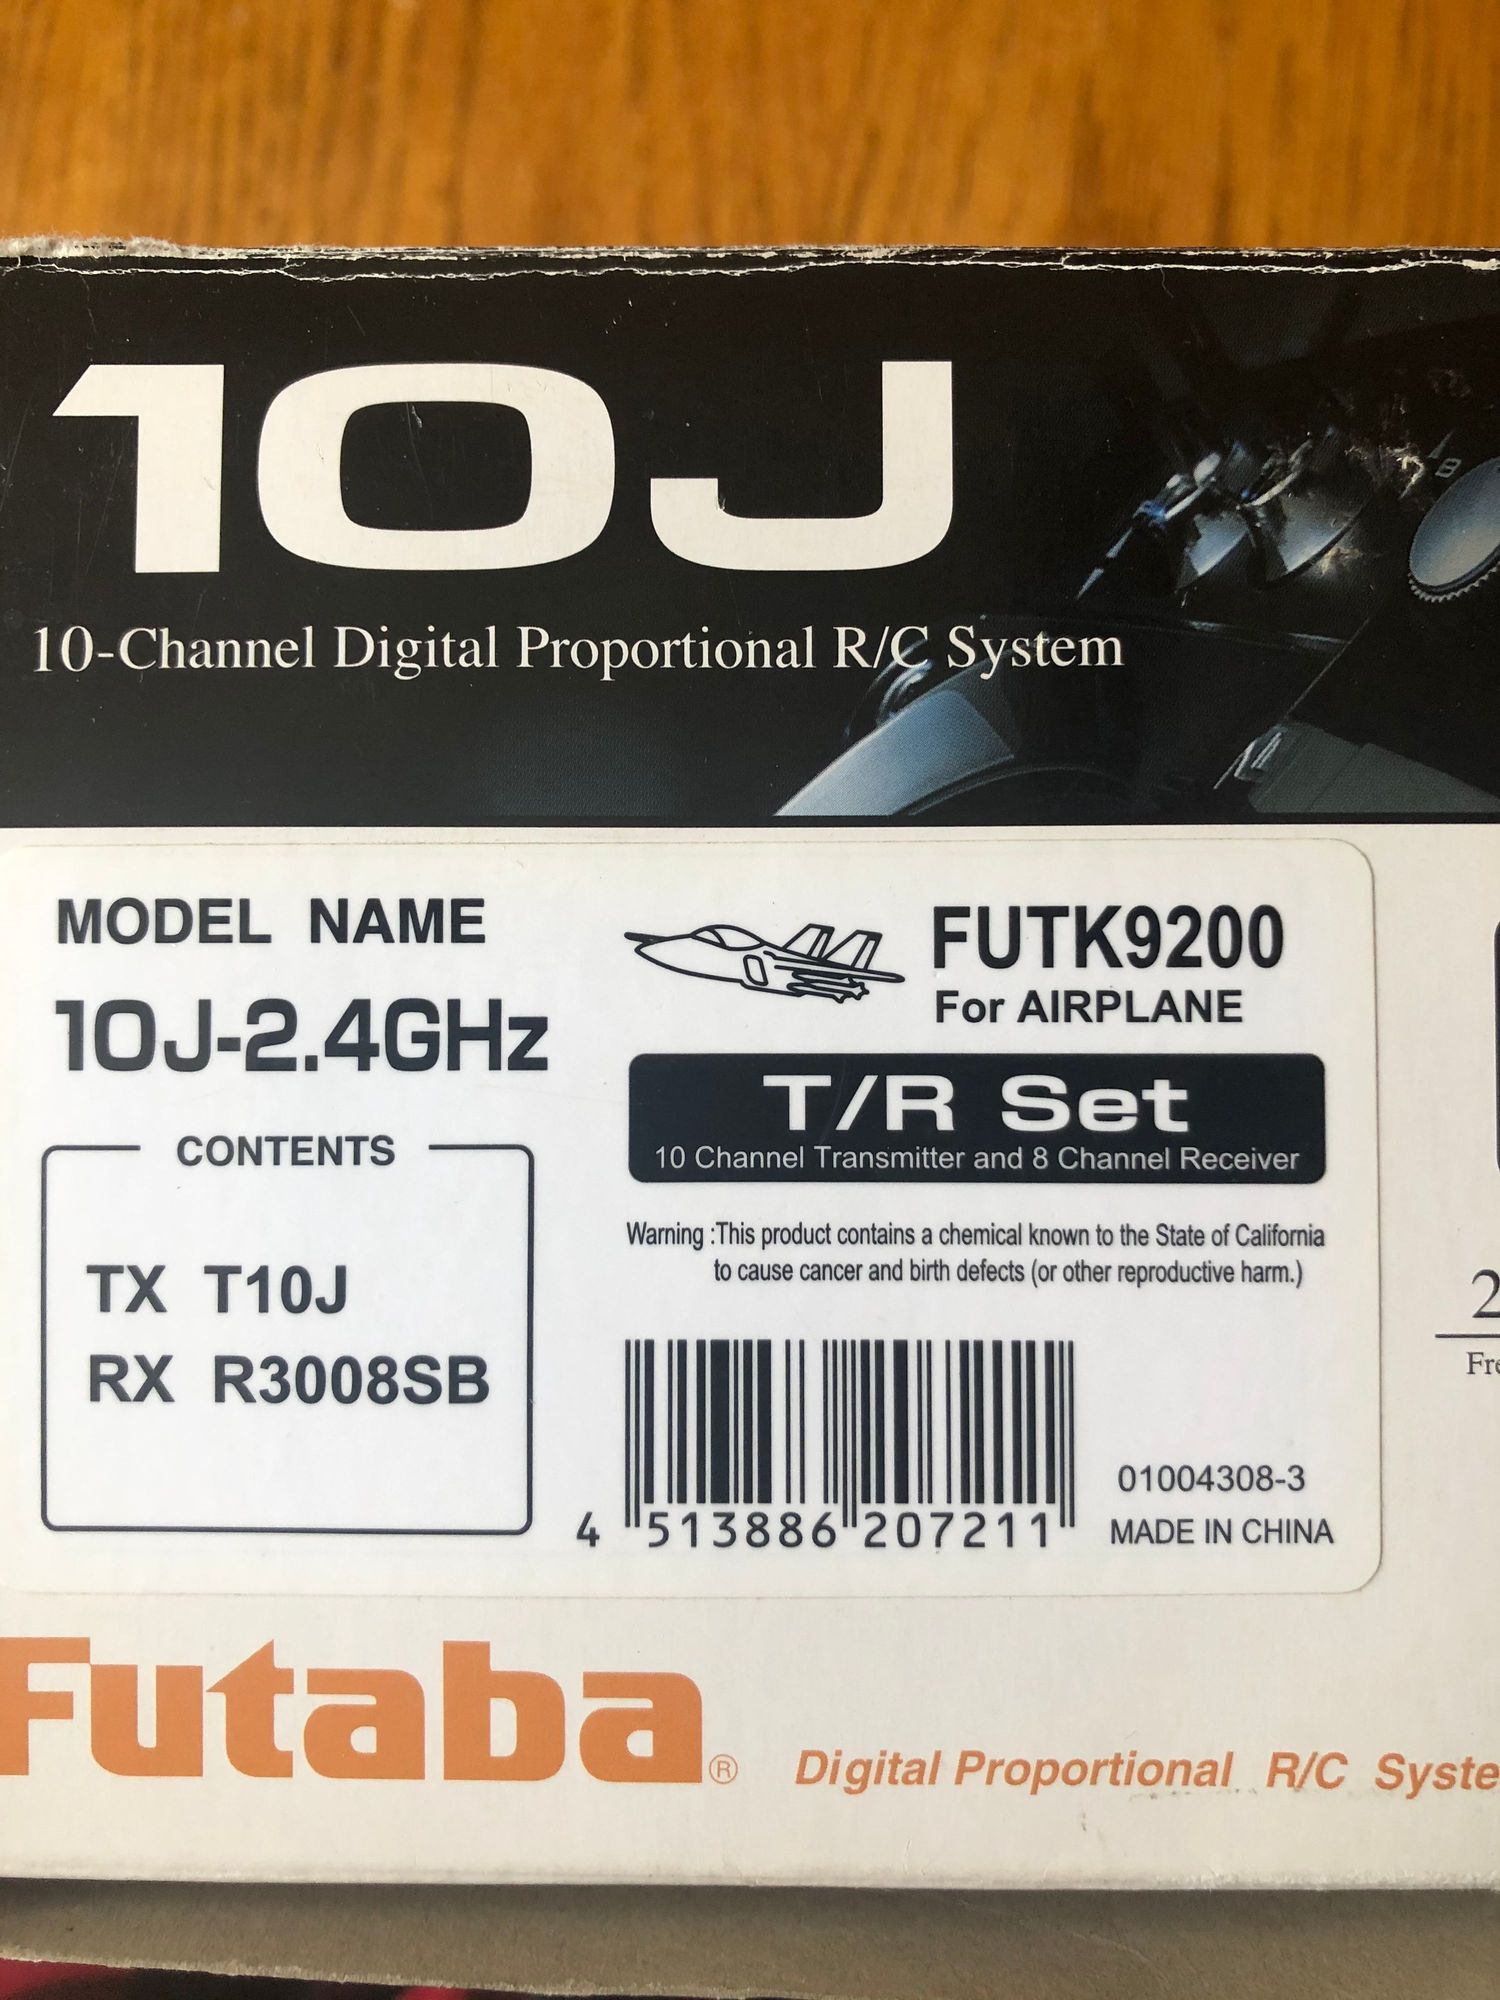 10J
10-Channel Digital Proportional R/C System
MODEL NAME
10J-2.4GHz
CONTENTS
TX T10J
RX R3008SB
FUTK9200
For AIRPLANE
T/R Set
10 Channel Transmitter and 8 Channel Receiver
Warning :This product contains a chemical known to the State of California
to cause cancer and birth defects (or other reproductive harm.)
4 513886 207211
01004308-3
MADE IN CHINA
Futaba®
Digital Proportional R/C Syste
2
Fre